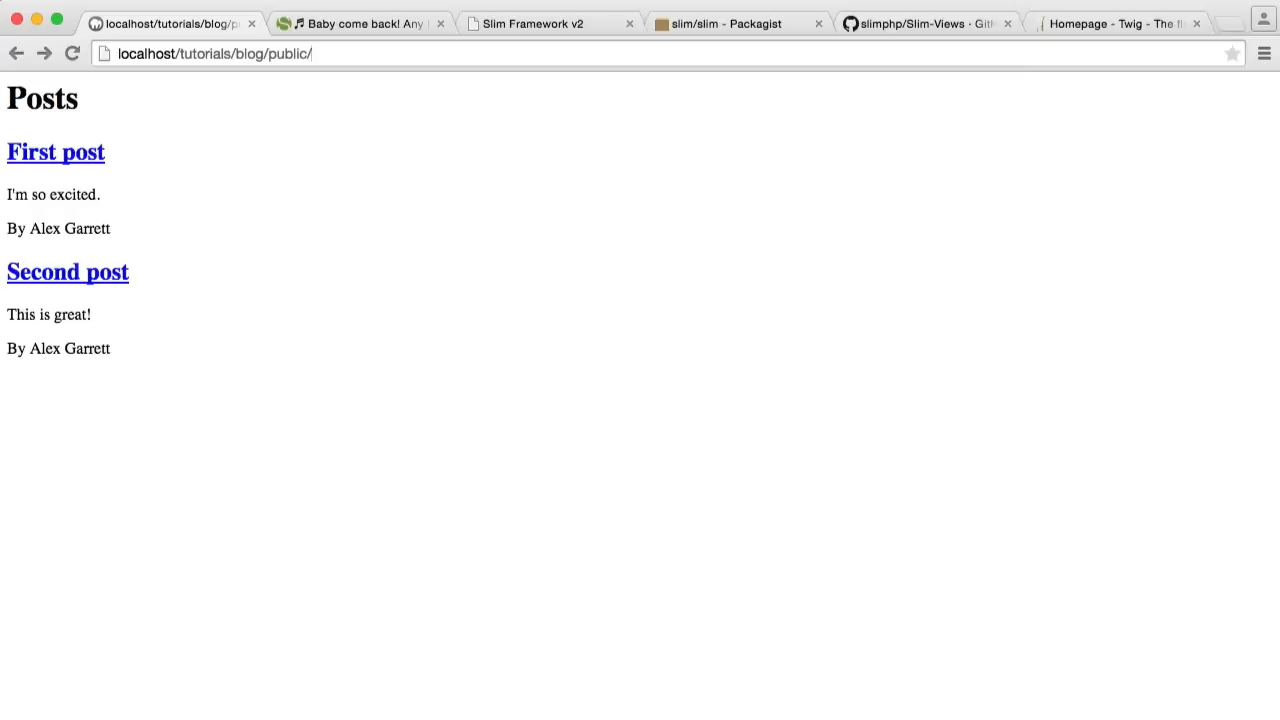 localhost/tutorials/blog/p
🎵 Baby come back! Any
Slim Framework v2
slim/slim - Packagist
slimphp/Slim-Views · Git
Homepage - Twig - The fl
localhost/tutorials/blog/public/
Posts
First post
I'm so excited.
By Alex Garrett
Second post
This is great!
By Alex Garrett